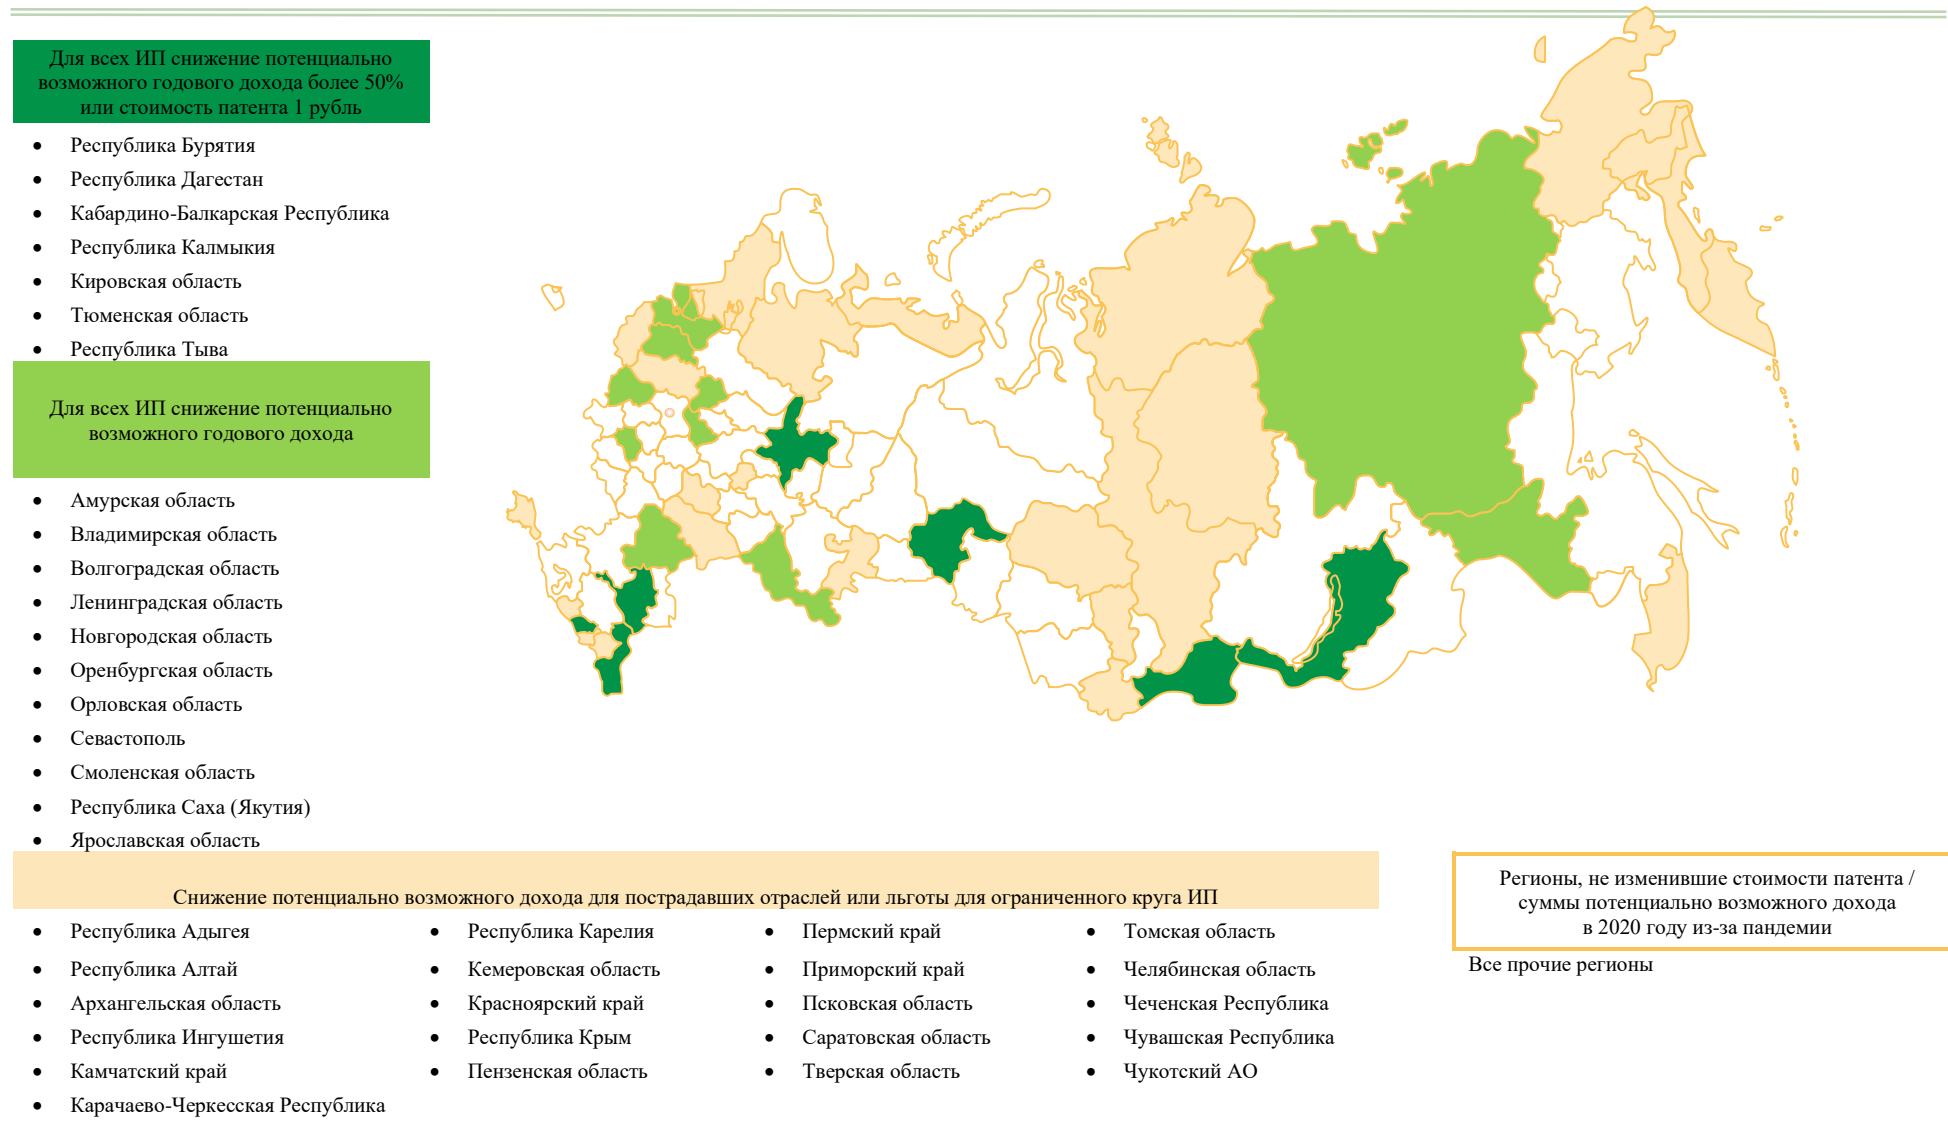 Для всех ИП снижение потенциально
возможного годового дохода более 50%
или стоимость патента 1 рубль
• Республика Бурятия
• Республика Дагестан
• Кабардино-Балкарская Республика
• Республика Калмыкия
• Кировская область
• Тюменская область
• Республика Тыва
Для всех ИП снижение потенциально
возможного годового дохода
• Амурская область
• Владимирская область
• Волгоградская область
• Ленинградская область
• Новгородская область
• Оренбургская область
• Орловская область
• Севастополь
• Смоленская область
• Республика Саха (Якутия)
• Ярославская область
Снижение потенциально возможного дохода для пострадавших отраслей или льготы для ограниченного круга ИП
• Республика Адыгея
• Республика Алтай
• Архангельская область
• Республика Ингушетия
• Камчатский край
• Карачаево-Черкесская Республика
• Республика Карелия
• Кемеровская область
• Красноярский край
• Республика Крым
• Пензенская область
• Пермский край
• Приморский край
• Псковская область
• Саратовская область
• Тверская область
• Томская область
• Челябинская область
• Чеченская Республика
• Чувашская Республика
• Чукотский АО
Регионы, не изменившие стоимости патента /
суммы потенциально возможного дохода
в 2020 году из-за пандемии
Все прочие регионы